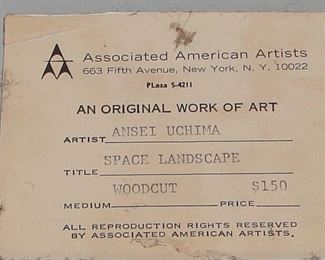 Associated American Artists
663 Fifth Avenue, New York, N. Y. 10022
PLaza 5-4211
AN ORIGINAL WORK OF ART
ARTIST ANSEI UCHIMA
SPACE LANDSCAPE
TITLE
WOODCUT $150
MEDIUM PRICE
ALL REPRODUCTION RIGHTS RESERVED
BY ASSOCIATED AMERICAN ARTISTS.